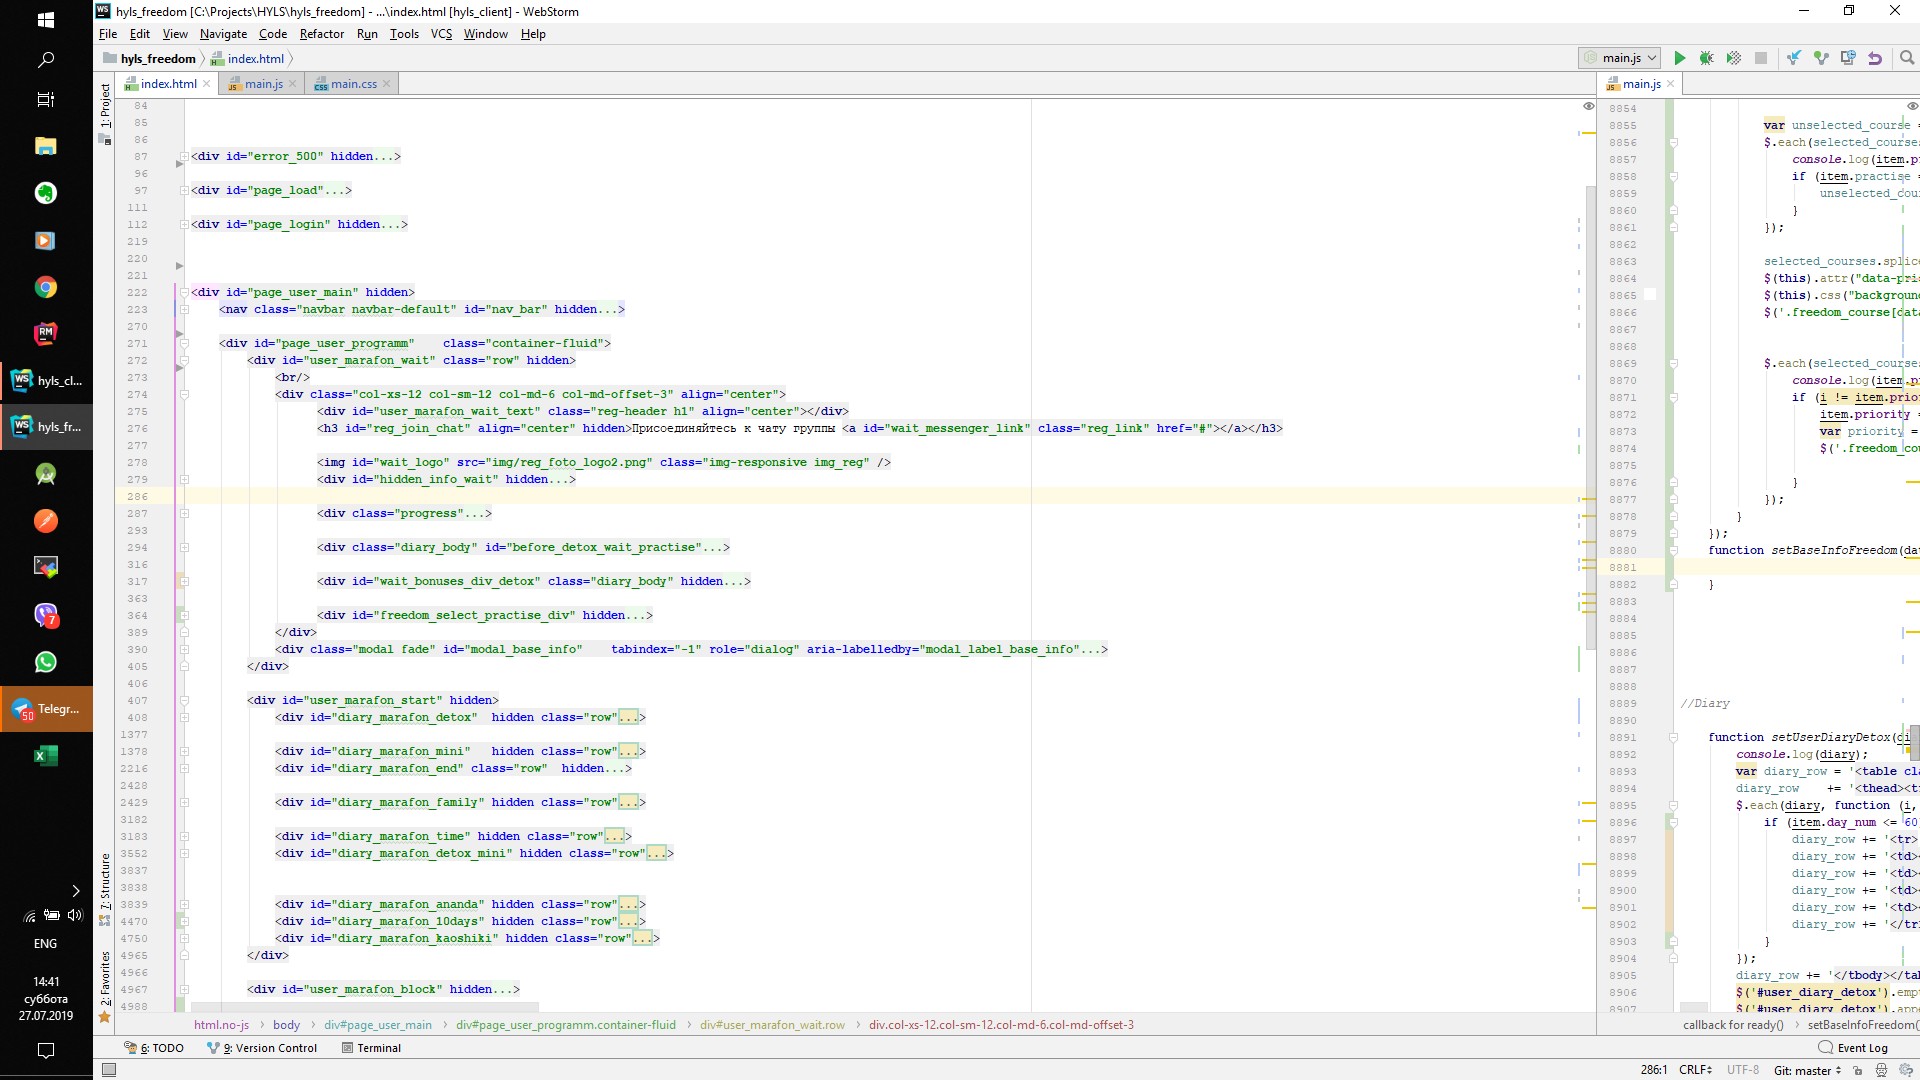 hyls_freedom [C:\Projects\HYLS\hyls_freedom] - ...\index.html [hyls_client] - WebStorm
File Edit View Navigate Code Refactor Run Tools VCS Window Help
hyls_freedom index.html main.js
1: Project
index.html main.js main.css
84
85
86
87 <div id="error_500" hidden...>
96
97 <div id="page_load"...>
111
112 <div id="page_login" hidden...>
219
220
221
222 <div id="page_user_main" hidden>
223 <nav class="navbar navbar-default" id="nav_bar" hidden...>
270
271 <div id="page_user_programm" class="container-fluid">
272 <div id="user_marafon_wait" class="row" hidden>
273 <br/>
274 <div class="col-xs-12 col-sm-12 col-md-6 col-md-offset-3" align="center">
275 <div id="user_marafon_wait_text" class="reg-header h1" align="center"></div>
276 <h3 id="reg_join_chat" align="center" hidden>Присоединяйтесь к чату группы <a id="wait_messenger_link" class="reg_link" href="#"></a></h3>
277
278 <img id="wait_logo" src="img/reg_foto_logo2.png" class="img-responsive img_reg" />
279 <div id="hidden_info_wait" hidden...>
286
287 <div class="progress"...>
293
294 <div class="diary_body" id="before_detox_wait_practise"...>
316
317 <div id="wait_bonuses_div_detox" class="diary_body" hidden...>
363
364 <div id="freedom_select_practise_div" hidden...>
389 </div>
390 <div class="modal fade" id="modal_base_info" tabindex="-1" role="dialog" aria-labelledby="modal_label_base_info"...>
405 </div>
406
407 <div id="user_marafon_start" hidden>
408 <div id="diary_marafon_detox" hidden class="row"...>
1377
1378 <div id="diary_marafon_mini" hidden class="row"...>
2216 <div id="diary_marafon_end" class="row" hidden...>
2428
2429 <div id="diary_marafon_family" hidden class="row"...>
3182
3183 <div id="diary_marafon_time" hidden class="row"...>
3552 <div id="diary_marafon_detox_mini" hidden class="row"...>
3837
3838
3839 <div id="diary_marafon_ananda" hidden class="row"...>
4470 <div id="diary_marafon_10days" hidden class="row"...>
4750 <div id="diary_marafon_kaoshiki" hidden class="row"...>
4965 </div>
4966
4967 <div id="user_marafon_block" hidden...>
4988
html.no-js body div#page_user_main div#page_user_programm.container-fluid div#user_marafon_wait.row div.col-xs-12.col-sm-12.col-md-6.col-md-offset-3
main.js
8854
8855 var unselected_course =
8856 $.each(selected_courses
8857 console.log(item.p
8858 if (item.practise =
8859 unselected_cou
8860 }
8861 });
8862
8863 selected_courses.splice
8864 $(this).attr("data-pri
8865 $(this).css("background
8866 $('.freedom_course[data
8867
8868
8869 $.each(selected_courses
8870 console.log(item.p
8871 if (i != item.prio
8872 item.priority =
8873 var priority =
8874 $('.freedom_cou
8875
8876 }
8877 });
8878 }
8879 });
8880 function setBaseInfoFreedom(da
8881
8882 }
8883
8884
8885
8886
8887
8888
8889 //Diary
8890
8891 function setUserDiaryDetox(di
8892 console.log(diary);
8893 var diary_row = '<table cla
8894 diary_row += '<thead><t
8895 $.each(diary, function (i,
8896 if (item.day_num <= 60
8897 diary_row += '<tr>
8898 diary_row += '<td>
8899 diary_row += '<td>
8900 diary_row += '<td>
8901 diary_row += '<td>
8902 diary_row += '</t
8903 }
8904 });
8905 diary_row += '</tbody></tab
8906 $('#user_diary_detox').emp
8907 $('#user_diary_detox').app
callback for ready() setBaseInfoFreedom(
7: Structure
2: Favorites
6: TODO 9: Version Control Terminal Event Log
286:1 CRLF UTF-8 Git: master
RM
WS hyls_cl...
WS hyls_fr...
7
50 Telegr...
ENG
14:41
суббота
27.07.2019